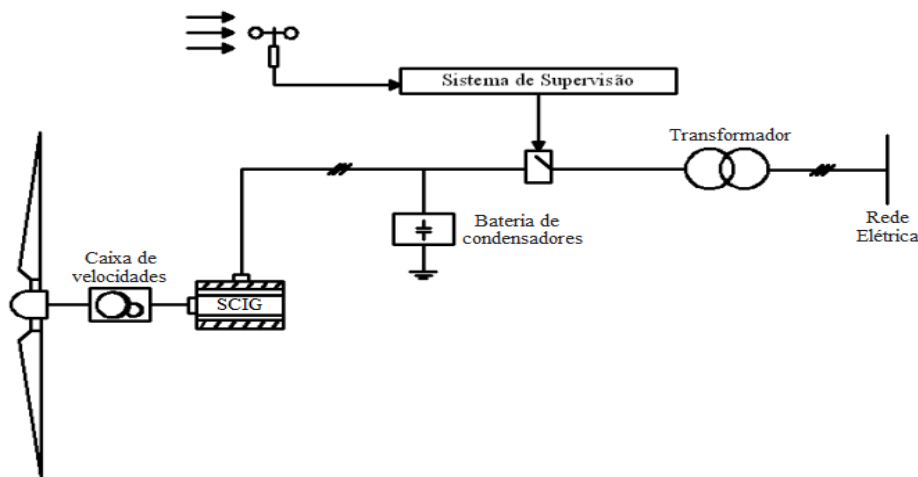 Sistema de Supervisão
Transformador
Bateria de
condensadores
Rede
Elétrica
Caixa de
velocidades
SCIG